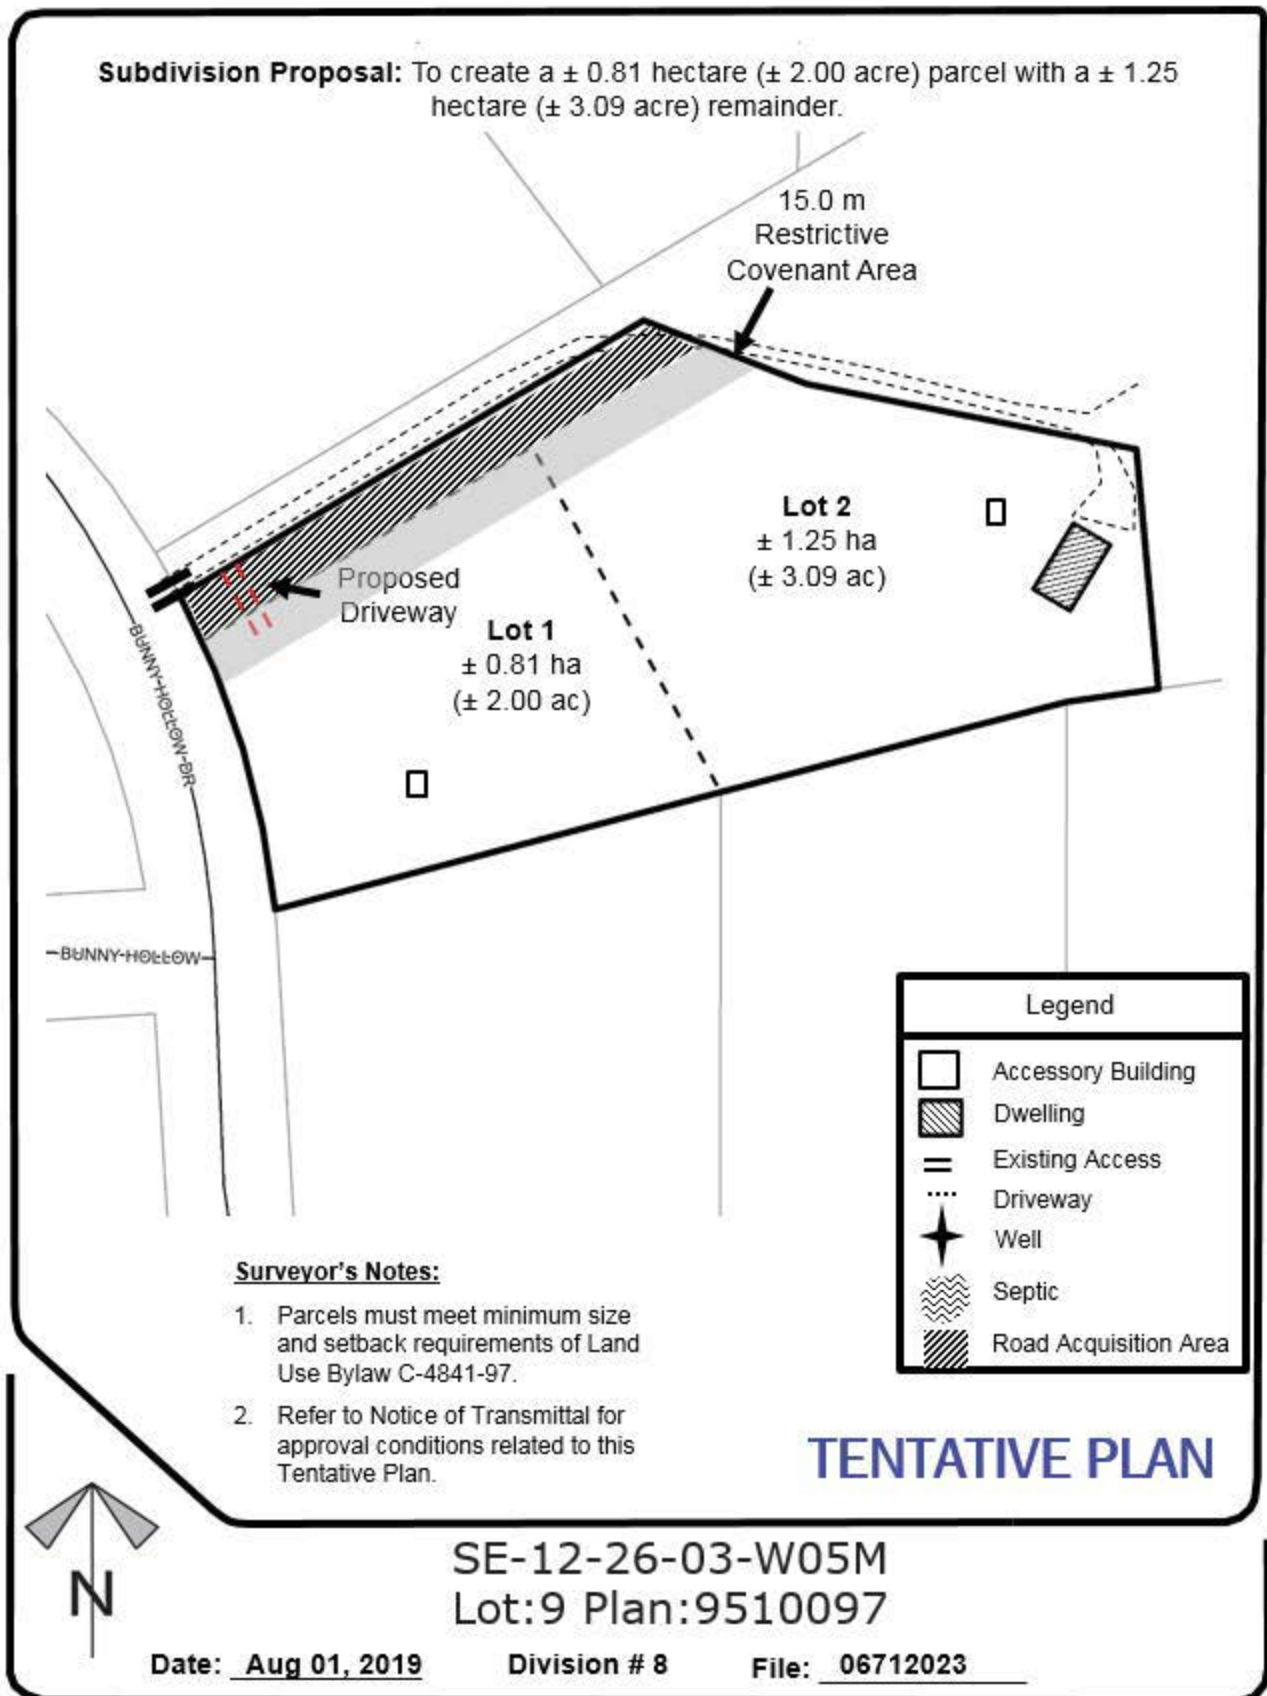 Subdivision Proposal: To create a ± 0.81 hectare (± 2.00 acre) parcel with a ± 1.25
hectare (± 3.09 acre) remainder.
15.0 m
Restrictive
Covenant Area
Lot 2
± 1.25 ha
(± 3.09 ac)
Proposed
Driveway
Lot 1
± 0.81 ha
(± 2.00 ac)
BUNNY HOLLOW DR
BUNNY HOLLOW
Legend
Accessory Building
Dwelling
Existing Access
Driveway
Well
Septic
Road Acquisition Area
Surveyor's Notes:
1. Parcels must meet minimum size
and setback requirements of Land
Use Bylaw C-4841-97.
2. Refer to Notice of Transmittal for
approval conditions related to this
Tentative Plan.
TENTATIVE PLAN
N
SE-12-26-03-W05M
Lot:9 Plan:9510097
Date: Aug 01, 2019 Division # 8 File: 06712023